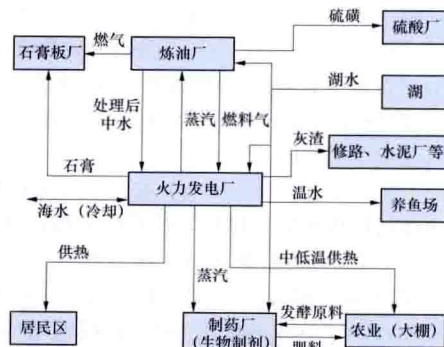 硫磺
燃气
石膏板厂
炼油厂
硫酸厂
湖水
湖
处理后
中水
蒸汽
燃料气
灰渣
修路、水泥厂等
石膏
火力发电厂
温水
养鱼场
海水（冷却）
供热
中低温供热
蒸汽
发酵原料
居民区
制药厂
（生物制剂）
农业（大棚）